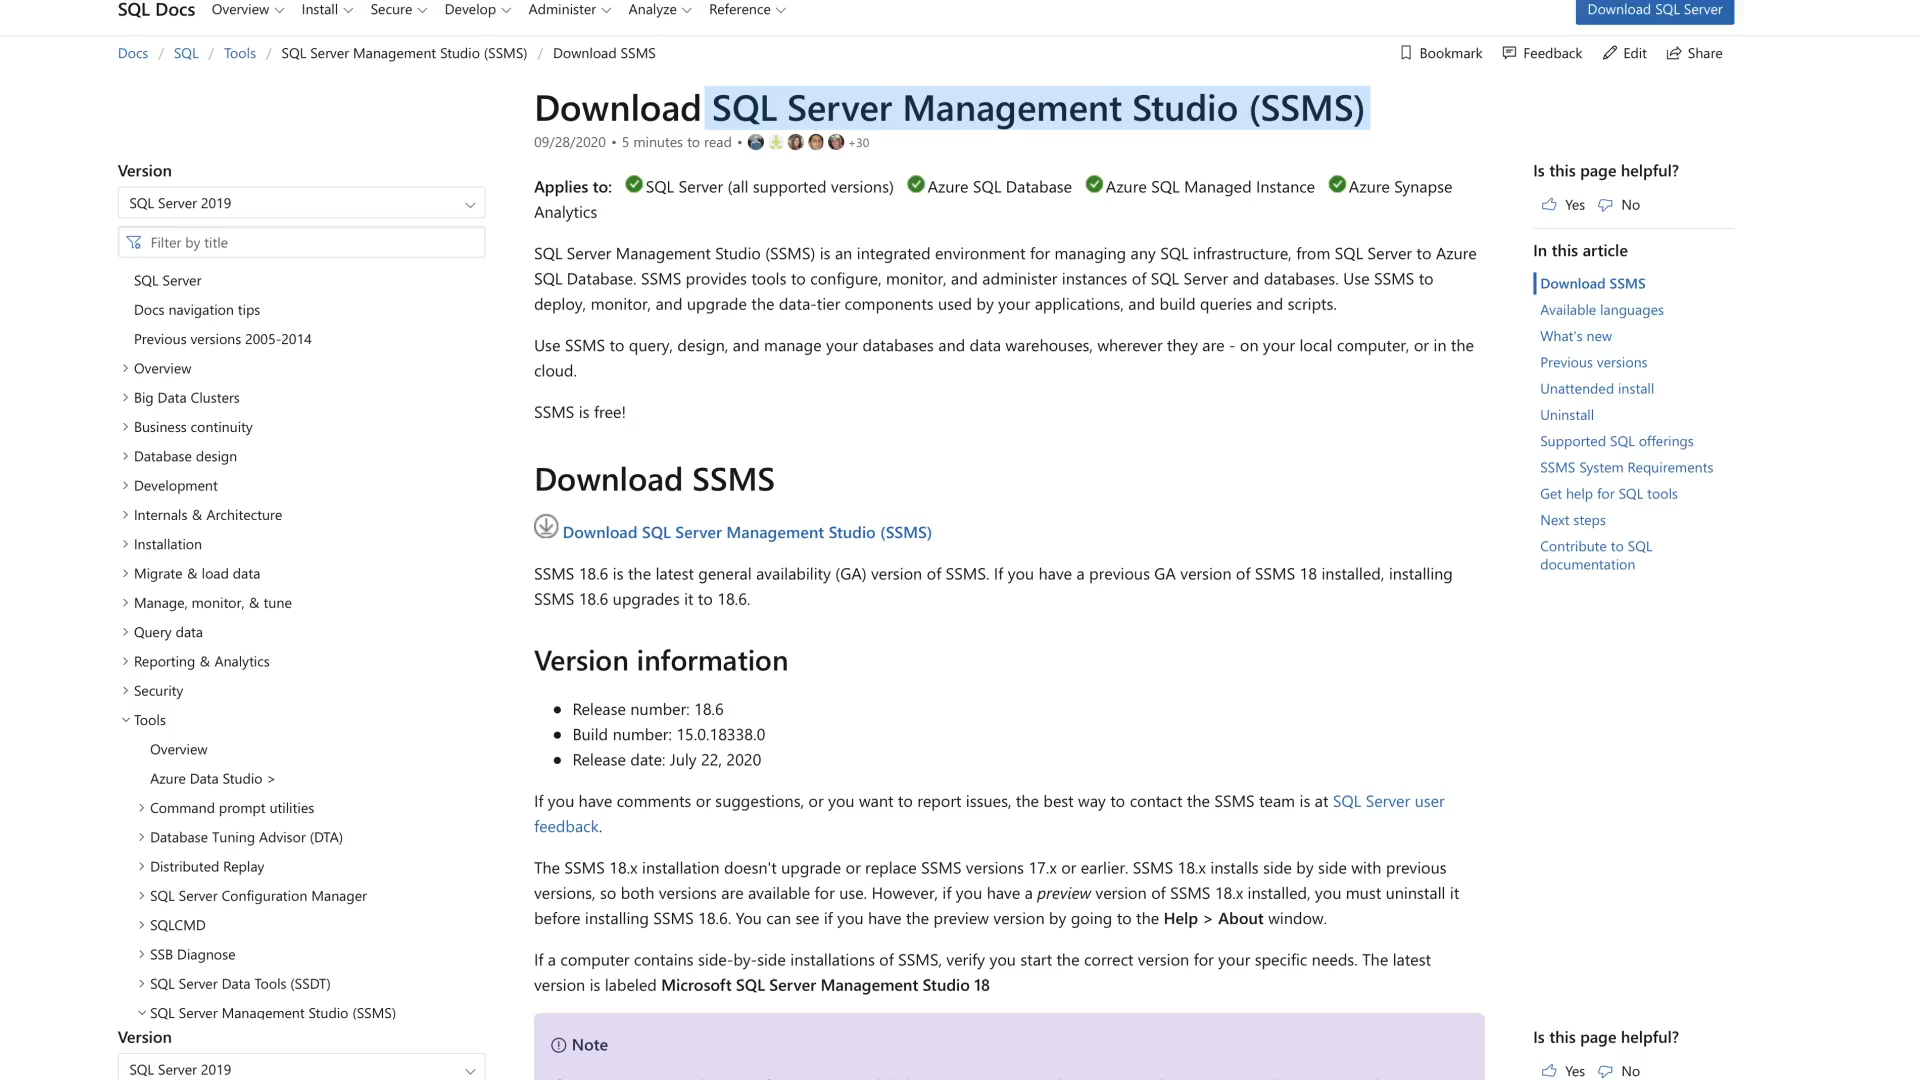 SQL Docs Overview Install Secure Develop Administer Analyze Reference Download SQL Server
Docs / SQL / Tools / SQL Server Management Studio (SSMS) / Download SSMS Bookmark Feedback Edit Share
Download SQL Server Management Studio (SSMS)
09/28/2020 • 5 minutes to read • +30
Version
SQL Server 2019
Filter by title
SQL Server
Docs navigation tips
Previous versions 2005-2014
Overview
Big Data Clusters
Business continuity
Database design
Development
Internals & Architecture
Installation
Migrate & load data
Manage, monitor, & tune
Query data
Reporting & Analytics
Security
Tools
Overview
Azure Data Studio >
Command prompt utilities
Database Tuning Advisor (DTA)
Distributed Replay
SQL Server Configuration Manager
SQLCMD
SSB Diagnose
SQL Server Data Tools (SSDT)
SQL Server Management Studio (SSMS)
Version
SQL Server 2019
Applies to: SQL Server (all supported versions) Azure SQL Database Azure SQL Managed Instance Azure Synapse
Analytics
SQL Server Management Studio (SSMS) is an integrated environment for managing any SQL infrastructure, from SQL Server to Azure
SQL Database. SSMS provides tools to configure, monitor, and administer instances of SQL Server and databases. Use SSMS to
deploy, monitor, and upgrade the data-tier components used by your applications, and build queries and scripts.
Use SSMS to query, design, and manage your databases and data warehouses, wherever they are - on your local computer, or in the
cloud.
SSMS is free!
Download SSMS
Download SQL Server Management Studio (SSMS)
SSMS 18.6 is the latest general availability (GA) version of SSMS. If you have a previous GA version of SSMS 18 installed, installing
SSMS 18.6 upgrades it to 18.6.
Version information
• Release number: 18.6
• Build number: 15.0.18338.0
• Release date: July 22, 2020
If you have comments or suggestions, or you want to report issues, the best way to contact the SSMS team is at SQL Server user
feedback.
The SSMS 18.x installation doesn't upgrade or replace SSMS versions 17.x or earlier. SSMS 18.x installs side by side with previous
versions, so both versions are available for use. However, if you have a preview version of SSMS 18.x installed, you must uninstall it
before installing SSMS 18.6. You can see if you have the preview version by going to the Help > About window.
If a computer contains side-by-side installations of SSMS, verify you start the correct version for your specific needs. The latest
version is labeled Microsoft SQL Server Management Studio 18
Note
Is this page helpful?
Yes No
In this article
Download SSMS
Available languages
What's new
Previous versions
Unattended install
Uninstall
Supported SQL offerings
SSMS System Requirements
Get help for SQL tools
Next steps
Contribute to SQL
documentation
Is this page helpful?
Yes No